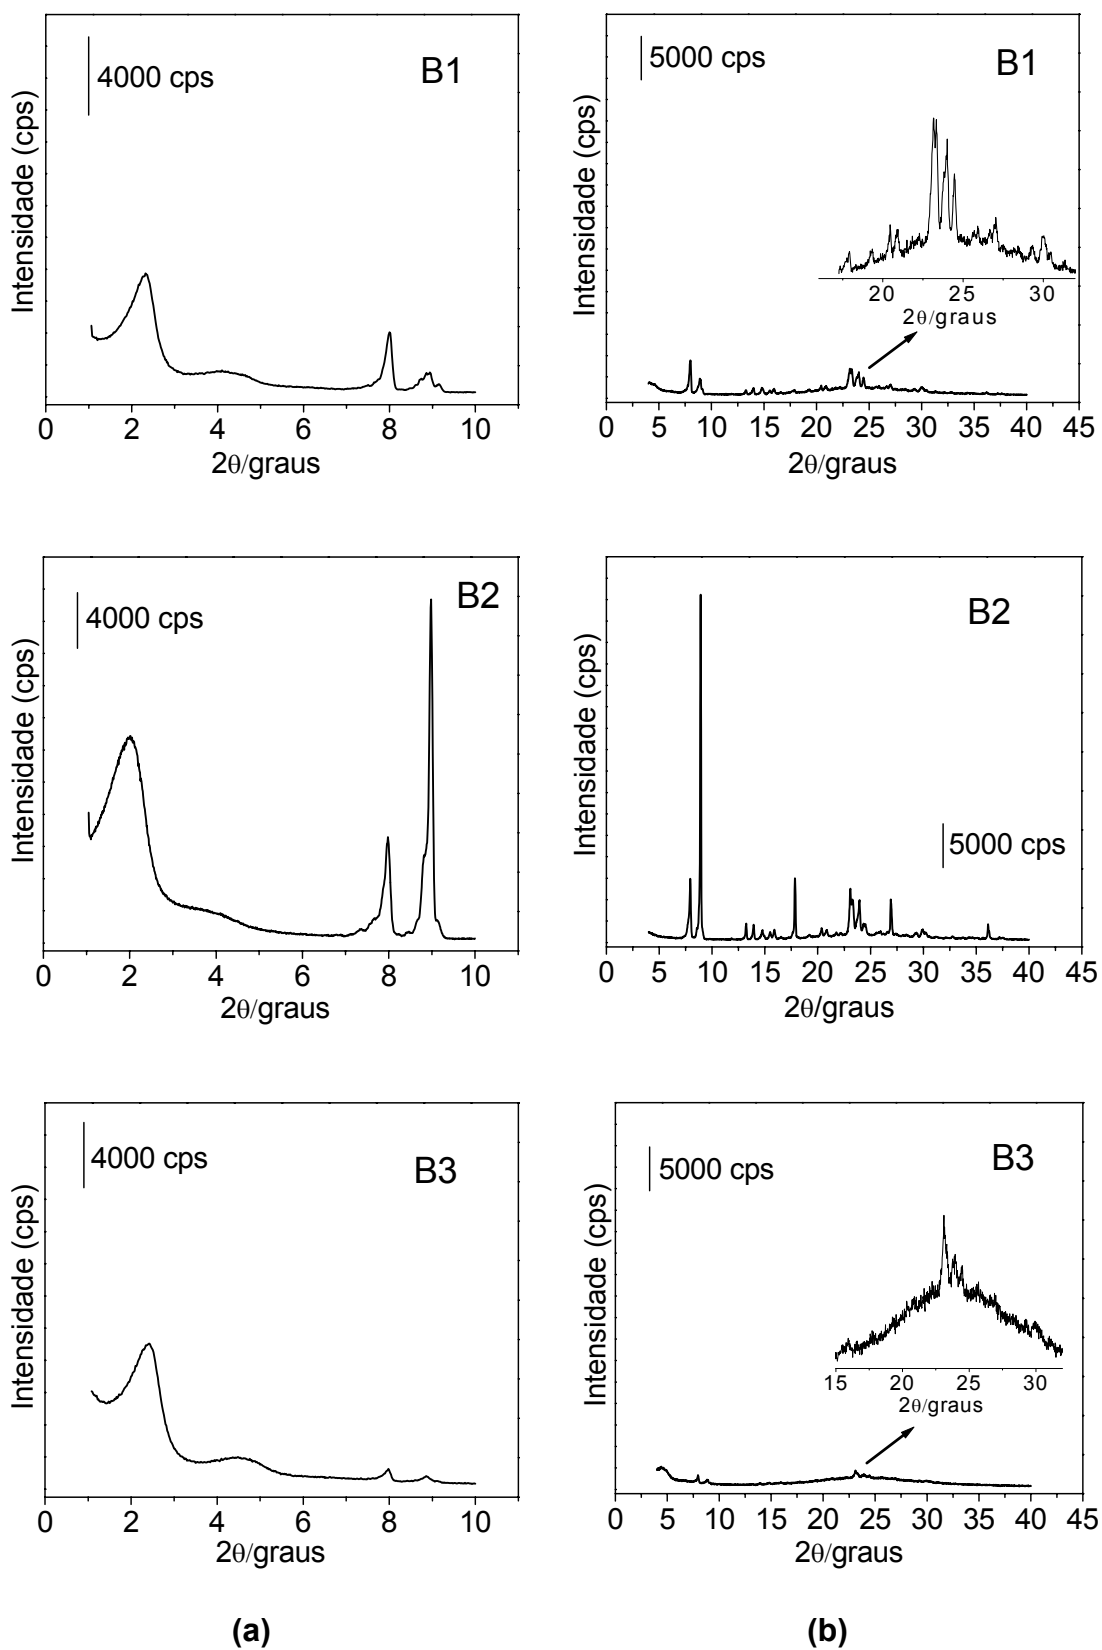 4000 cps
B1
Intensidade (cps)
0 2 4 6 8 10
2θ/graus
5000 cps
B1
Intensidade (cps)
20 25 30
2θ/graus
0 5 10 15 20 25 30 35 40 45
2θ/graus
4000 cps
B2
Intensidade (cps)
0 2 4 6 8 10
2θ/graus
B2
5000 cps
Intensidade (cps)
0 5 10 15 20 25 30 35 40 45
2θ/graus
4000 cps
B3
Intensidade (cps)
0 2 4 6 8 10
2θ/graus
5000 cps
B3
Intensidade (cps)
15 20 25 30
2θ/graus
0 5 10 15 20 25 30 35 40 45
2θ/graus
(a)
(b)